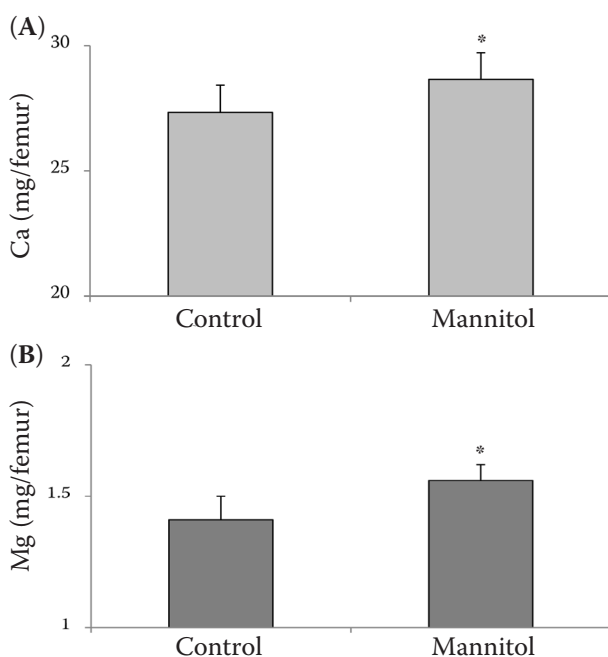 (A)
Ca (mg/femur)
30
*
25
20
Control Mannitol
(B)
Mg (mg/femur)
2
*
1.5
1
Control Mannitol